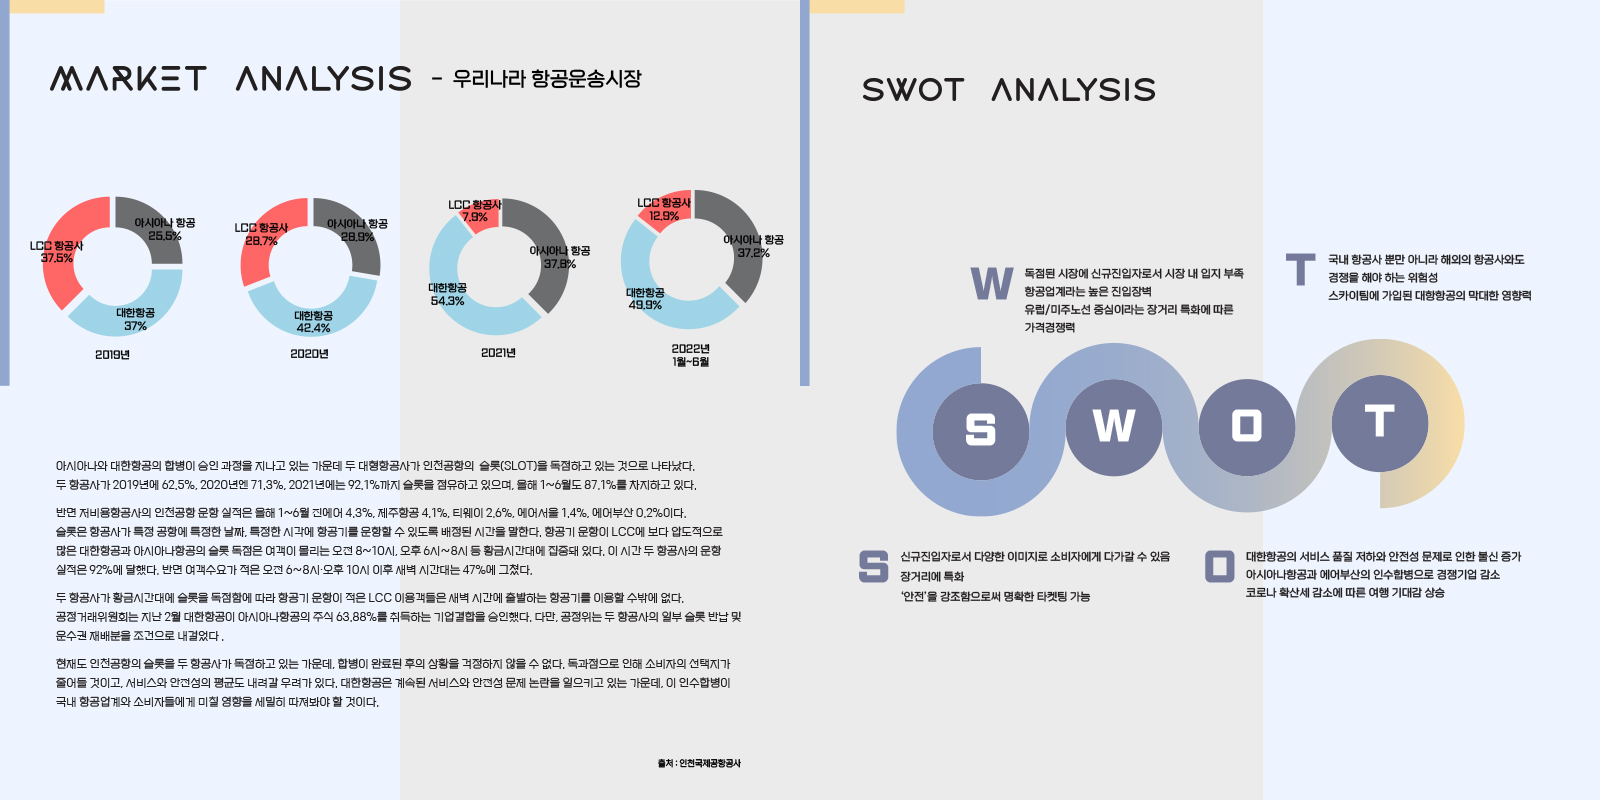 MARKET ANALYSIS - 우리나라 항공운송시장
LCC 항공사
37.5%
아시아나 항공
25.5%
대한항공
37%
2019년
LCC 항공사
28.7%
아시아나 항공
28.9%
대한항공
42.4%
2020년
LCC 항공사
7.9%
아시아나 항공
37.8%
대한항공
54.3%
2021년
LCC 항공사
12.9%
아시아나 항공
37.2%
대한항공
49.9%
2022년
1월~6월
아시아나와 대한항공의 합병이 승인 과정을 지나고 있는 가운데 두 대형항공사가 인천공항의 슬롯(SLOT)을 독점하고 있는 것으로 나타났다.
두 항공사가 2019년에 62.5%, 2020년엔 71.3%, 2021년에는 92.1%까지 슬롯을 점유하고 있으며, 올해 1~6월도 87.1%를 차지하고 있다.
반면 저비용항공사의 인천공항 운항 실적은 올해 1~6월 진에어 4.3%, 제주항공 4.1%, 티웨이 2.6%, 에어서울 1.4%, 에어부산 0.2%이다.
슬롯은 항공사가 특정 공항에 특정한 날짜, 특정한 시각에 항공기를 운항할 수 있도록 배정된 시간을 말한다. 항공기 운항이 LCC에 보다 압도적으로
많은 대한항공과 아시아나항공의 슬롯 독점은 여객이 몰리는 오전 8~10시, 오후 6시~8시 등 황금시간대에 집중돼 있다. 이 시간 두 항공사의 운항
실적은 92%에 달했다. 반면 여객수요가 적은 오전 6~8시·오후 10시 이후 새벽 시간대는 47%에 그쳤다.
두 항공사가 황금시간대에 슬롯을 독점함에 따라 항공기 운항이 적은 LCC 이용객들은 새벽 시간에 출발하는 항공기를 이용할 수밖에 없다.
공정거래위원회는 지난 2월 대한항공이 아시아나항공의 주식 63.88%를 취득하는 기업결합을 승인했다. 다만, 공정위는 두 항공사의 일부 슬롯 반납 및
운수권 재배분을 조건으로 내걸었다 .
현재도 인천공항의 슬롯을 두 항공사가 독점하고 있는 가운데, 합병이 완료된 후의 상황을 걱정하지 않을 수 없다. 독과점으로 인해 소비자의 선택지가
줄어들 것이고, 서비스와 안전성의 평균도 내려갈 우려가 있다. 대한항공은 계속된 서비스와 안전성 문제 논란을 일으키고 있는 가운데, 이 인수합병이
국내 항공업계와 소비자들에게 미칠 영향을 세밀히 따져봐야 할 것이다.
출처 : 인천국제공항공사
SWOT ANALYSIS
W
독점된 시장에 신규진입자로서 시장 내 입지 부족
항공업계라는 높은 진입장벽
유럽/미주노선 중심이라는 장거리 특화에 따른
가격경쟁력
T
국내 항공사 뿐만 아니라 해외의 항공사와도
경쟁을 해야 하는 위험성
스카이팀에 가입된 대항항공의 막대한 영향력
S
W
O
T
S
신규진입자로서 다양한 이미지로 소비자에게 다가갈 수 있음
장거리에 특화
‘안전’을 강조함으로써 명확한 타켓팅 가능
O
대한항공의 서비스 품질 저하와 안전성 문제로 인한 불신 증가
아시아나항공과 에어부산의 인수합병으로 경쟁기업 감소
코로나 확산세 감소에 따른 여행 기대감 상승